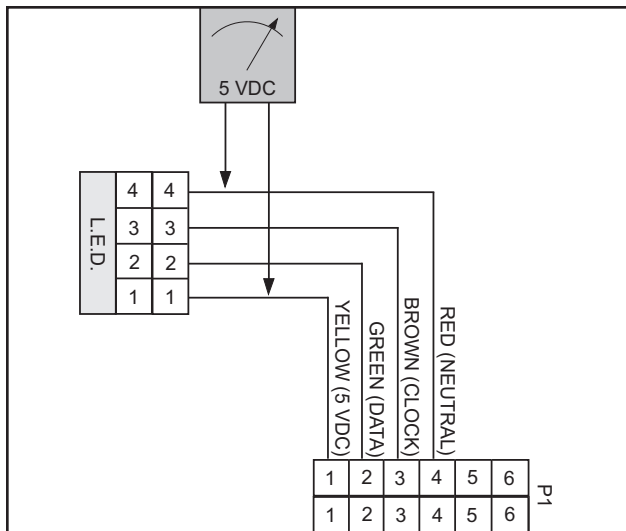 5 VDC
L.E.D.
4 4
3 3
2 2
1 1
YELLOW (5 VDC)
GREEN (DATA)
BROWN (CLOCK)
RED (NEUTRAL)
1 2 3 4 5 6
1 2 3 4 5 6
P1